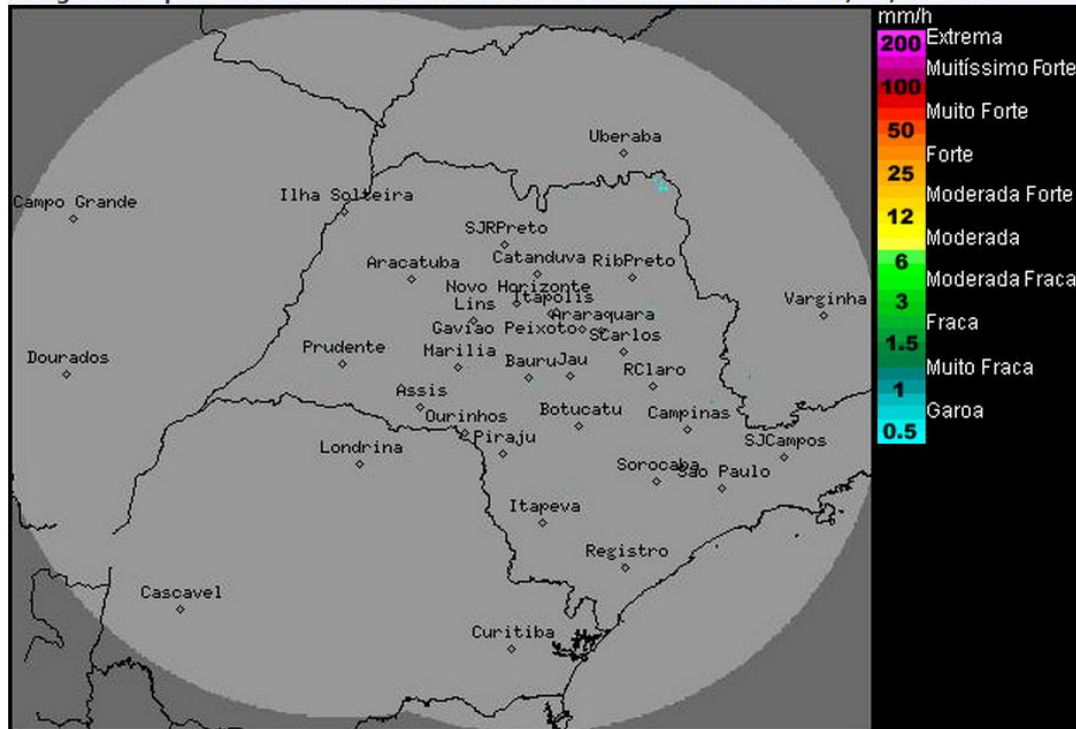 mm/h
200 Extrema
Muitíssimo Forte
100
Muito Forte
50
Forte
25
Moderada Forte
12
Moderada
6
Moderada Fraca
3
Fraca
1.5
Muito Fraca
1
Garoa
0.5
Uberaba
Campo Grande
Ilha Solteira
SJRPreto
Aracatuba
Catanduva
RibPreto
Novo Horizonte
Lins
Itapolis
Varginha
Araraquara
Gaviao Peixoto
SCarlos
Prudente
Marilia
Dourados
Bauru
Jau
RClaro
Assis
Ourinhos
Botucatu
Campinas
Piraju
Londrina
SJCampos
Sorocaba
Sao Paulo
Itapeva
Registro
Cascavel
Curitiba